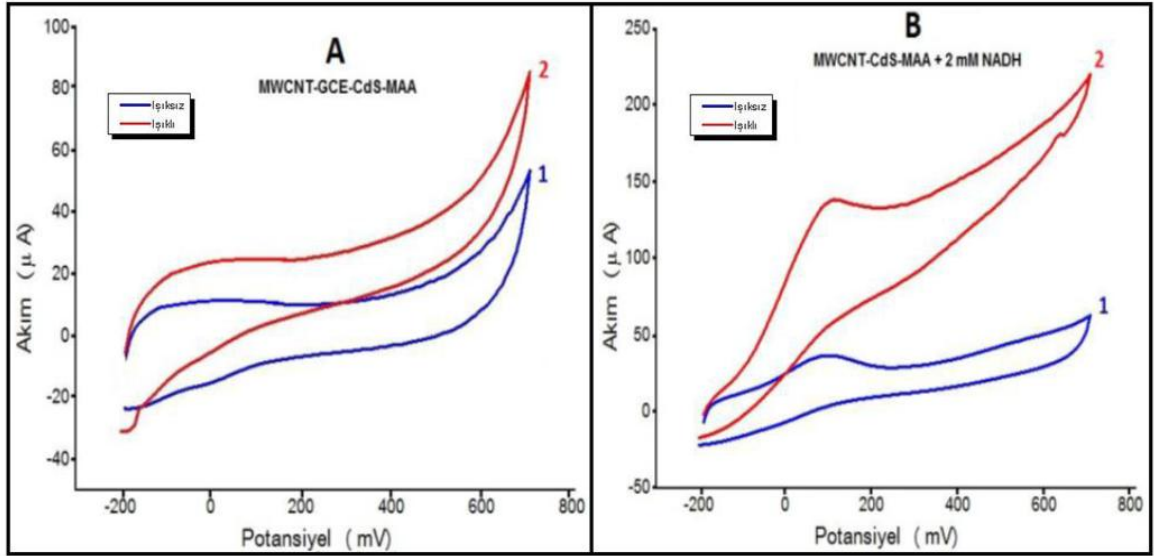 A
MWCNT-GCE-CdS-MAA
Işıksız
Işıklı
2
1
100
80
60
40
20
0
-20
-40
-200
0
200
400
600
800
Akım ( μ A)
Potansiyel ( mV)
B
MWCNT-CdS-MAA + 2 mM NADH
Işıksız
Işıklı
2
1
250
200
150
100
50
0
-50
-200
0
200
400
600
800
Akım ( μ A)
Potansiyel ( mV)